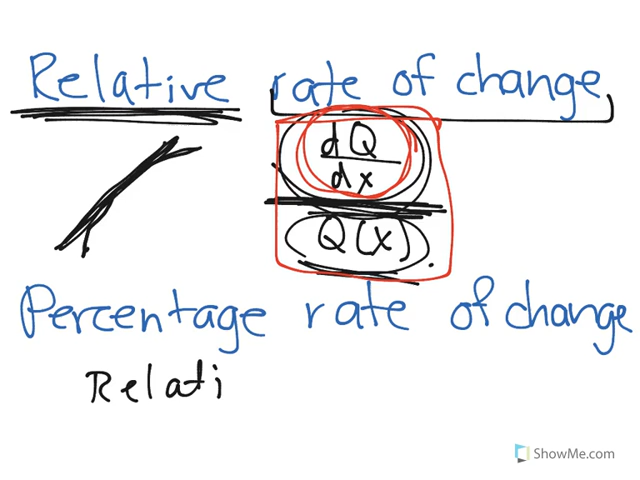 Relative rate of change
dQ
dx
Q(x)
Percentage rate of change
Relati
ShowMe.com